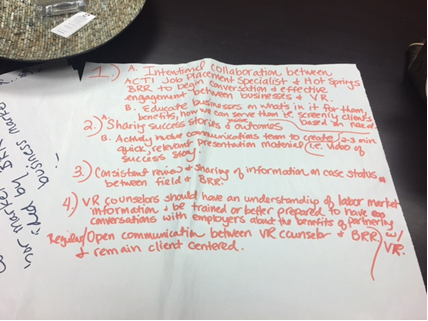 1.) A. Intentional collaboration between
ACTI Job Placement Specialist & Hot Springs
BRR to begin conversation & effective
engagement between businesses & VR.
B. Educate businesses on what's in it for them,
benefits, how we can serve them ie screening clients
based on need
2.) A. Sharing success stories & outcomes
B. Actively involve communications team to create 2-3 min
quick, relevant presentation material (i.e. video of
success story.
3.) Consistent review & sharing of information on case status
between field & BRR.
4.) VR counselors should have an understanding of labor market
information & be trained or better prepared to have
conversations with employers about the benefits of partnering
w/ VR.
Regular/Open communication between VR counselor & BRR
& remain client centered.
business